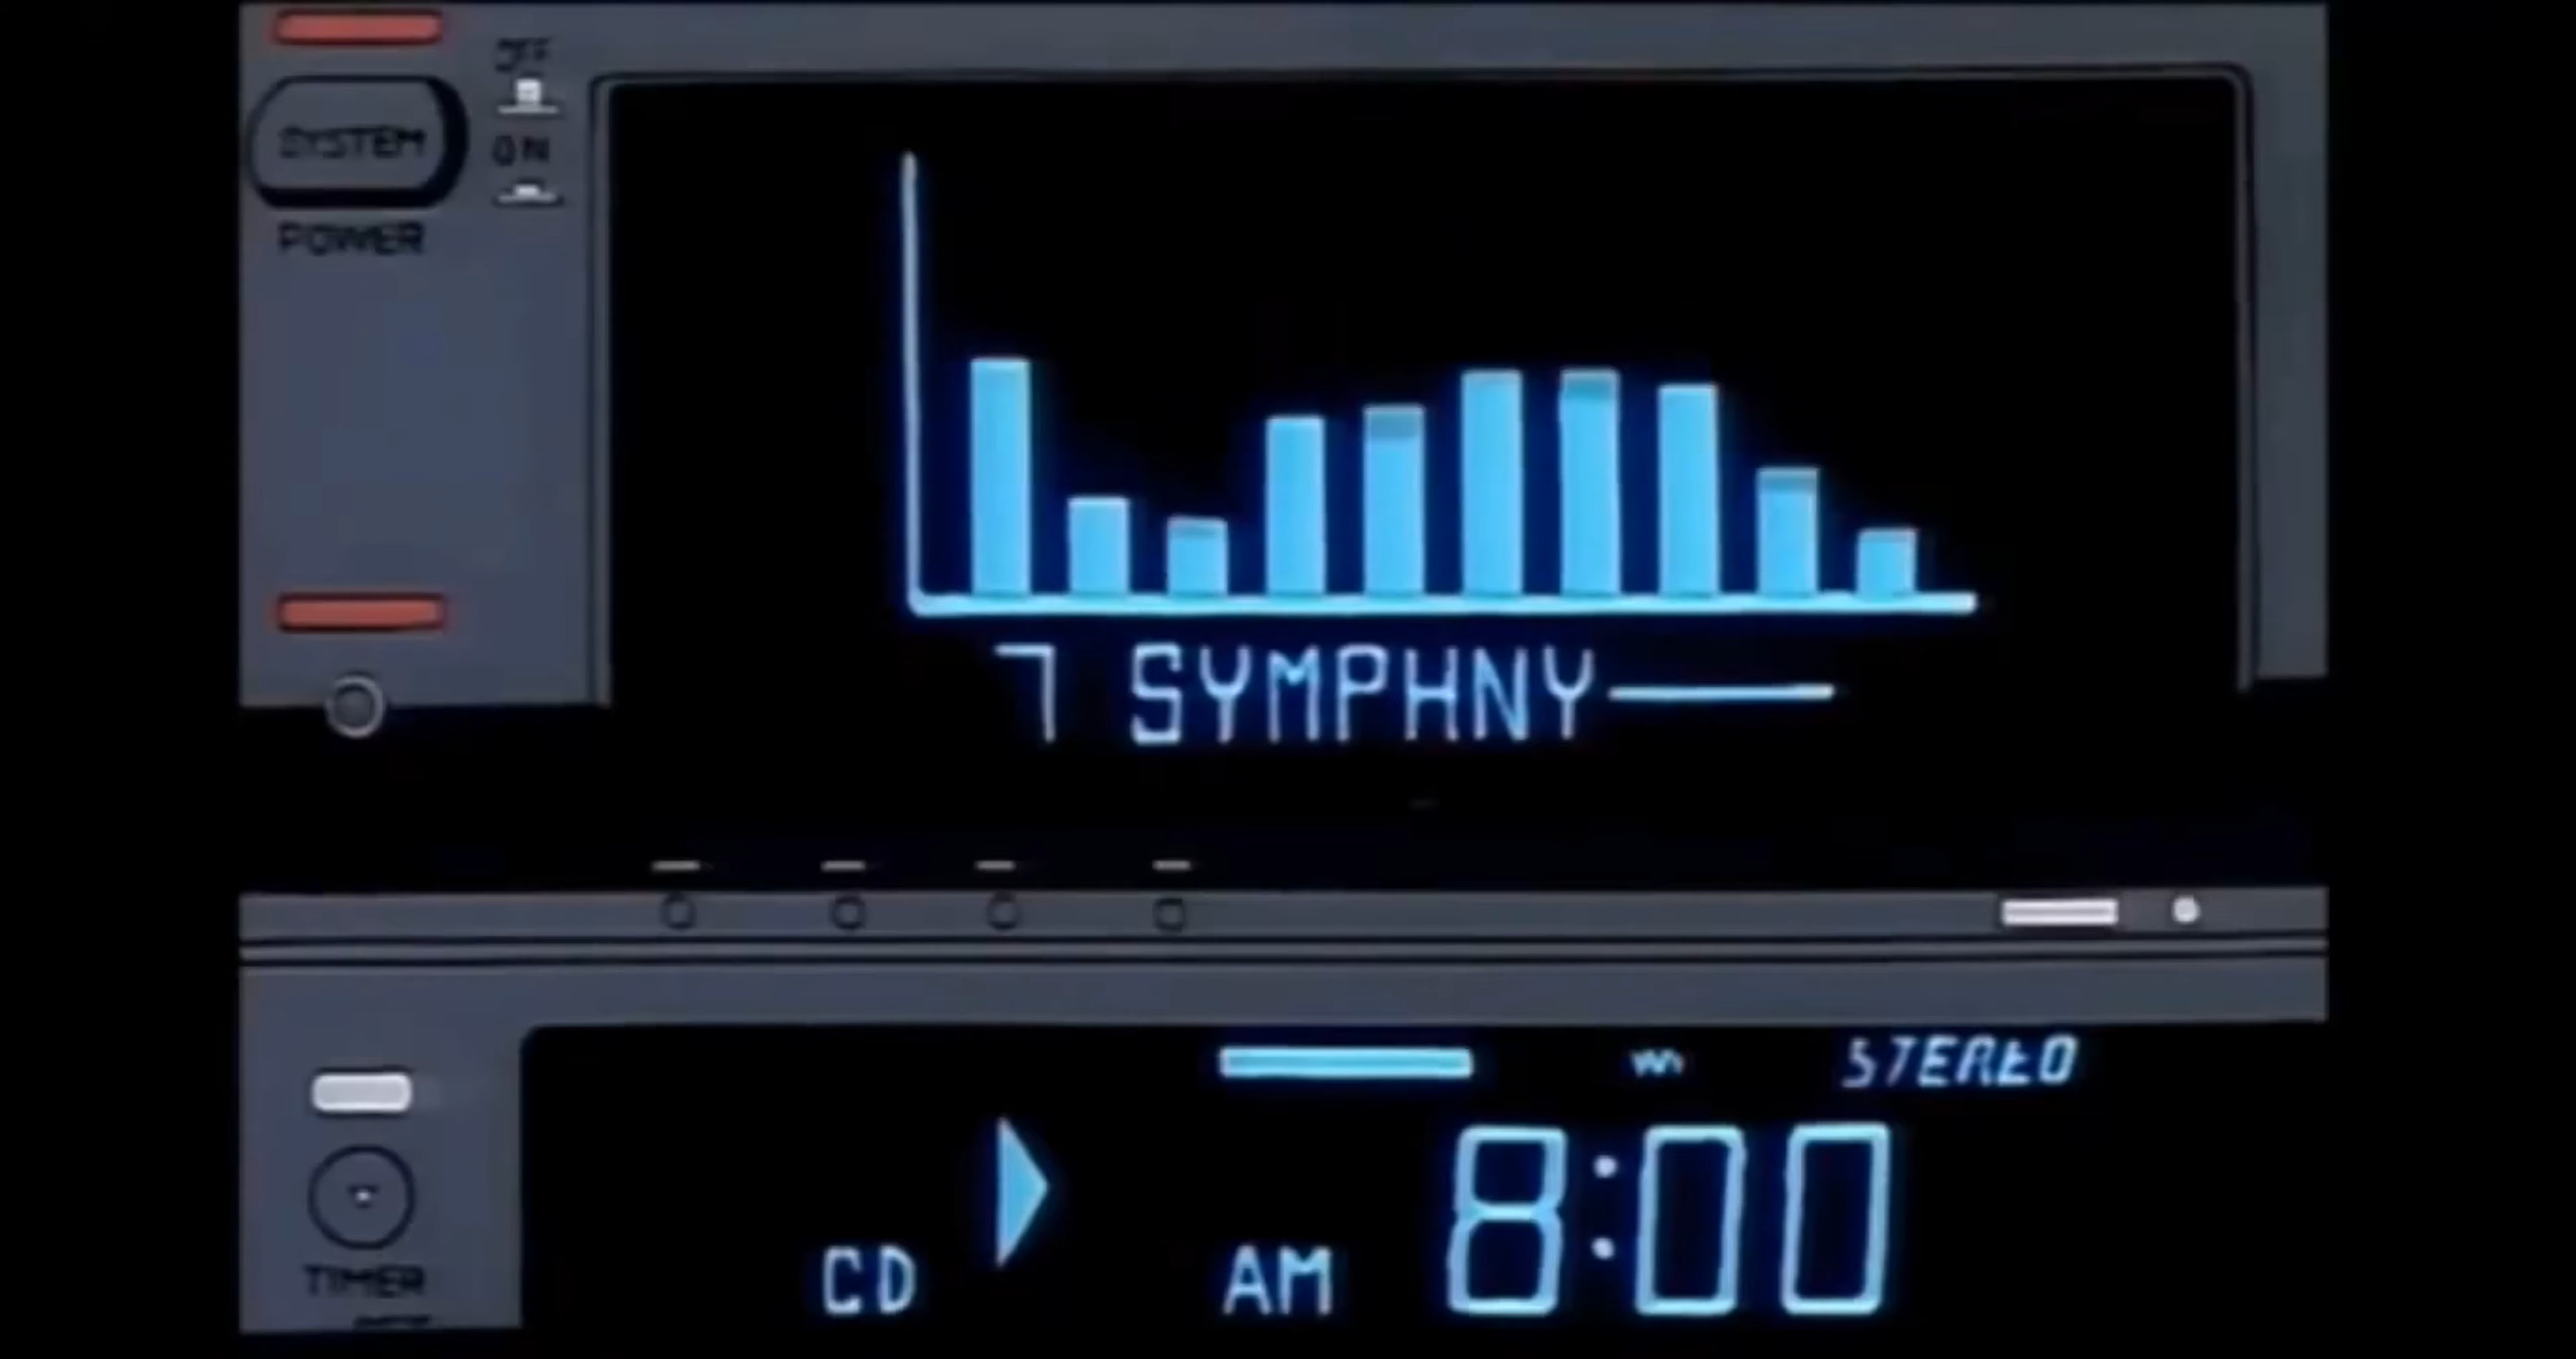 OFF
SYSTEM
ON
POWER
7 SYMPHNY
STEREO
CD
AM 8:00
TIMER